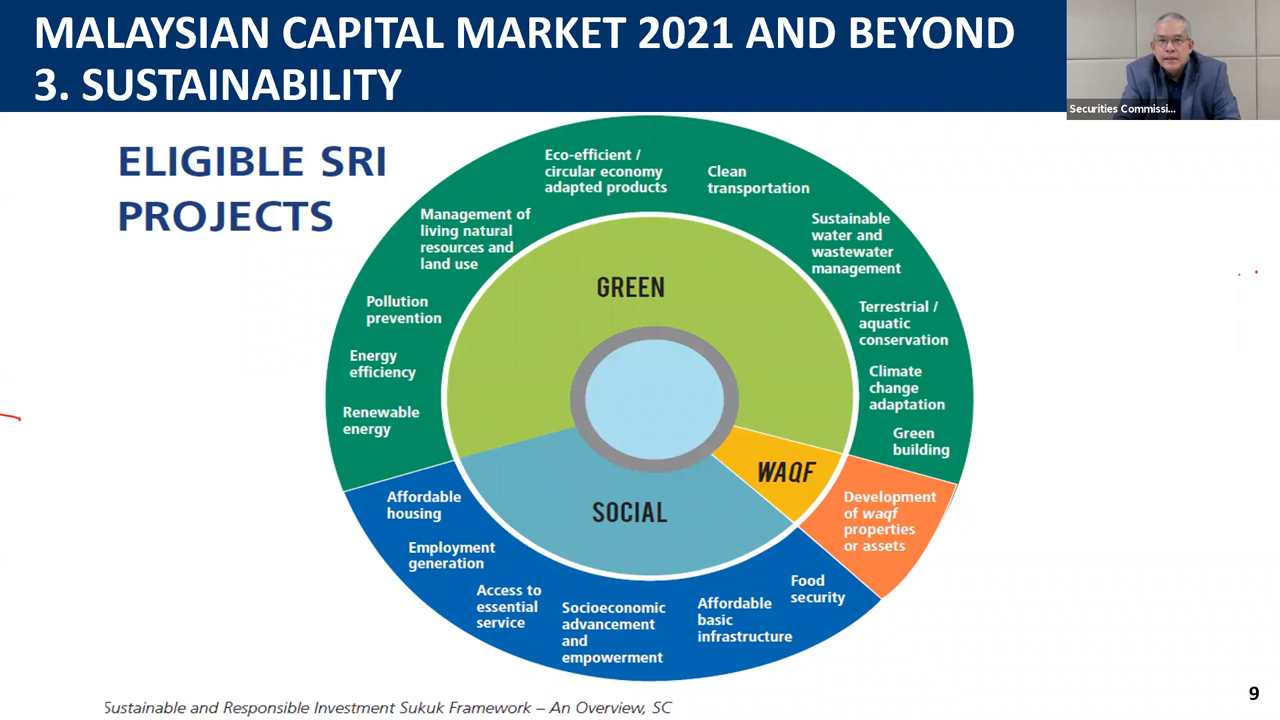 MALAYSIAN CAPITAL MARKET 2021 AND BEYOND
3. SUSTAINABILITY
Securities Commissi...
ELIGIBLE SRI
PROJECTS
Eco-efficient /
circular economy
adapted products
Clean
transportation
Management of
living natural
resources and
land use
Sustainable
water and
wastewater
management
GREEN
Pollution
prevention
Terrestrial /
aquatic
conservation
Energy
efficiency
Climate
change
adaptation
Renewable
energy
Green
building
WAQF
SOCIAL
Affordable
housing
Development
of waqf
properties
or assets
Employment
generation
Access to
essential
service
Socioeconomic
advancement
and
empowerment
Affordable
basic
infrastructure
Food
security
Sustainable and Responsible Investment Sukuk Framework – An Overview, SC
9